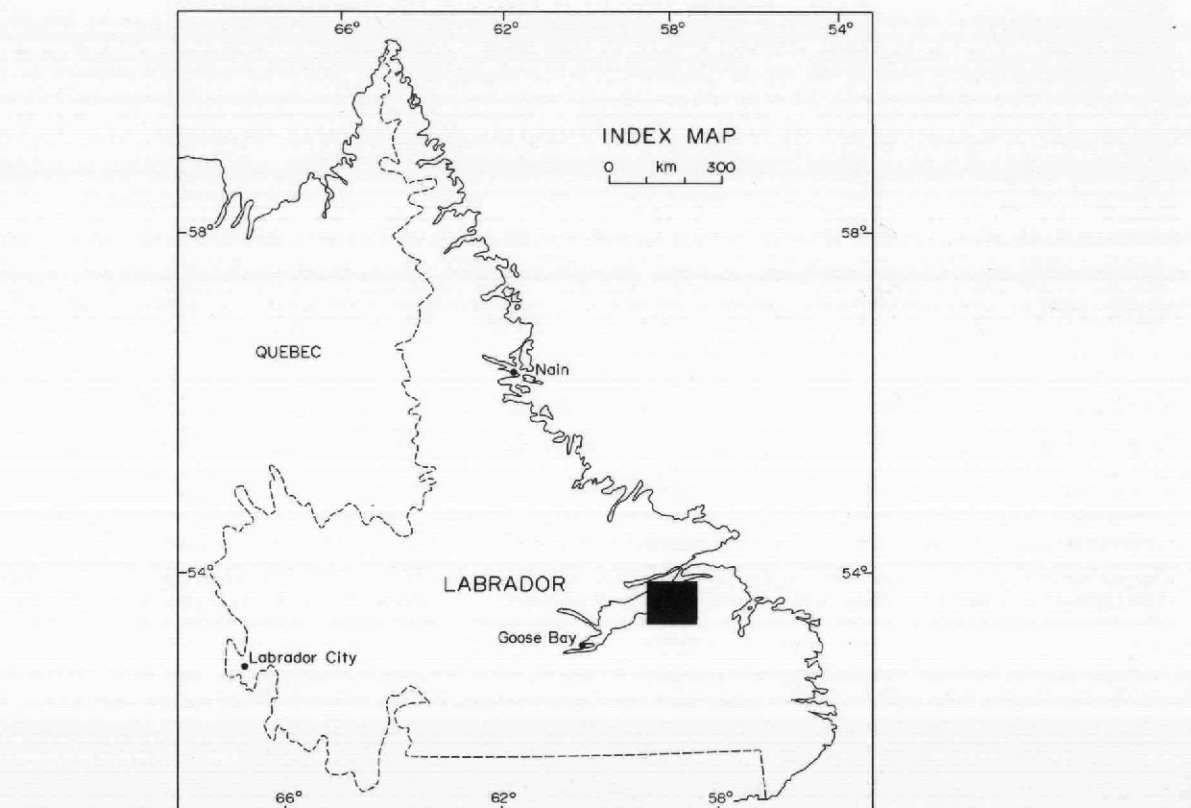 66° 62° 58° 54°
INDEX MAP
0 km 300
58° 58°
QUEBEC
Nain
54° 54°
LABRADOR
Goose Bay
Labrador City
66° 62° 58°